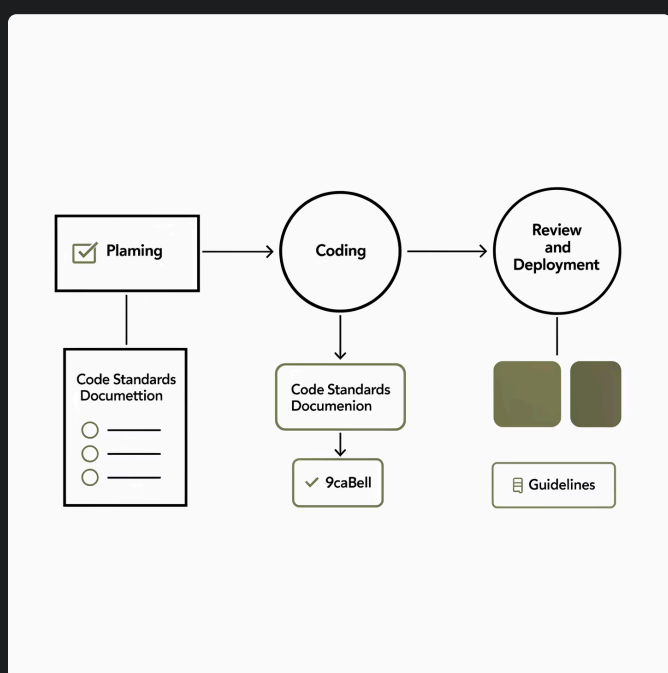 Plaming
Coding
Review
and
Deployment
Code Standards
Documettion
Code Standards
Documenion
9caBell
Guidelines